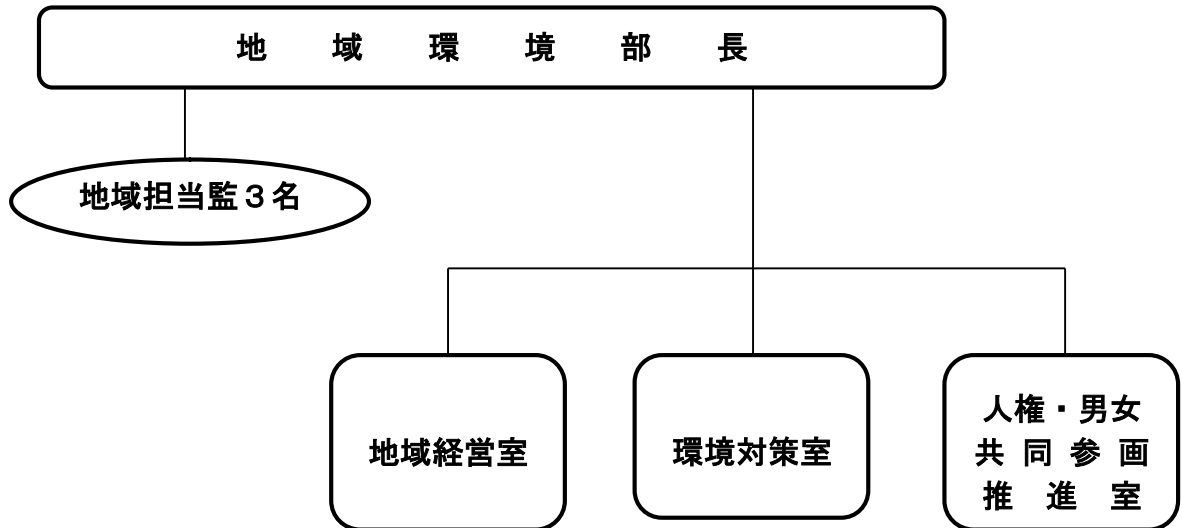 地域環境部長
地域担当監３名
地域経営室
環境対策室
人権・男女
共同参画
推進室